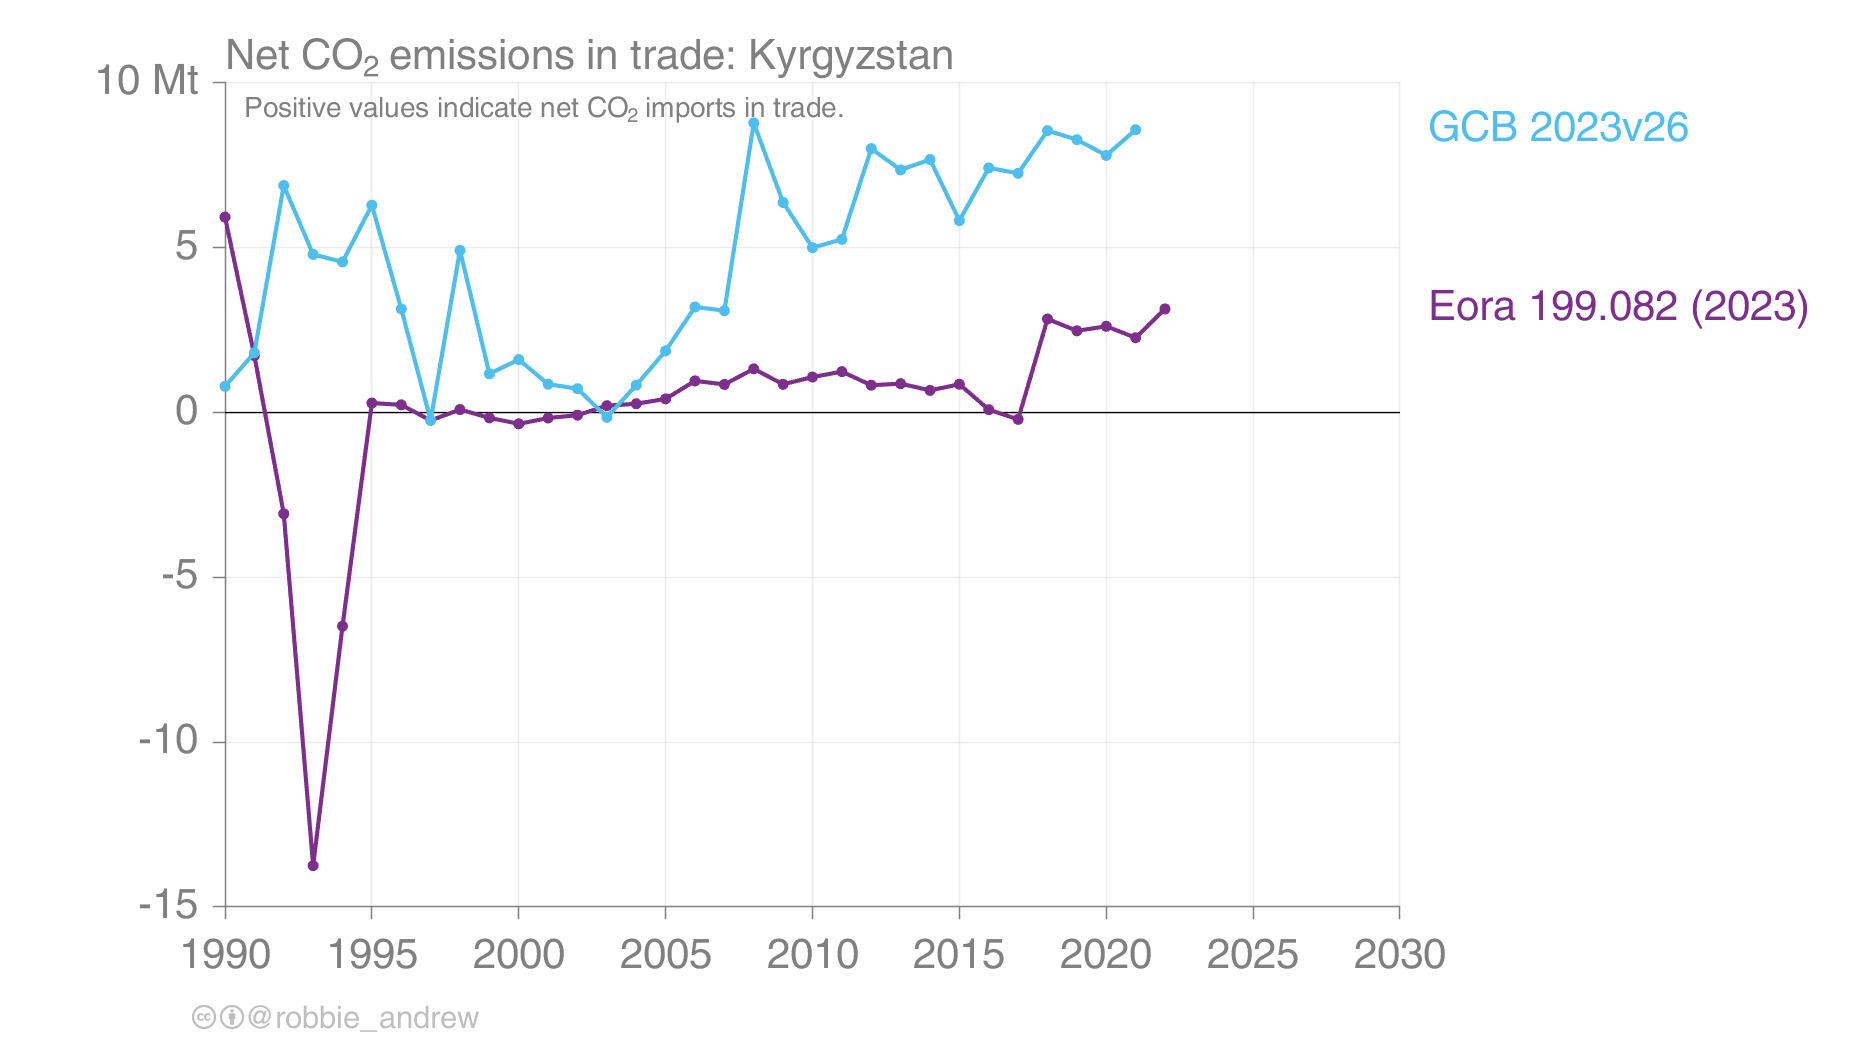 Net CO₂ emissions in trade: Kyrgyzstan
10 Mt
Positive values indicate net CO₂ imports in trade.
GCB 2023v26
5
Eora 199.082 (2023)
0
-5
-10
-15
1990 1995 2000 2005 2010 2015 2020 2025 2030
cc @robbie_andrew